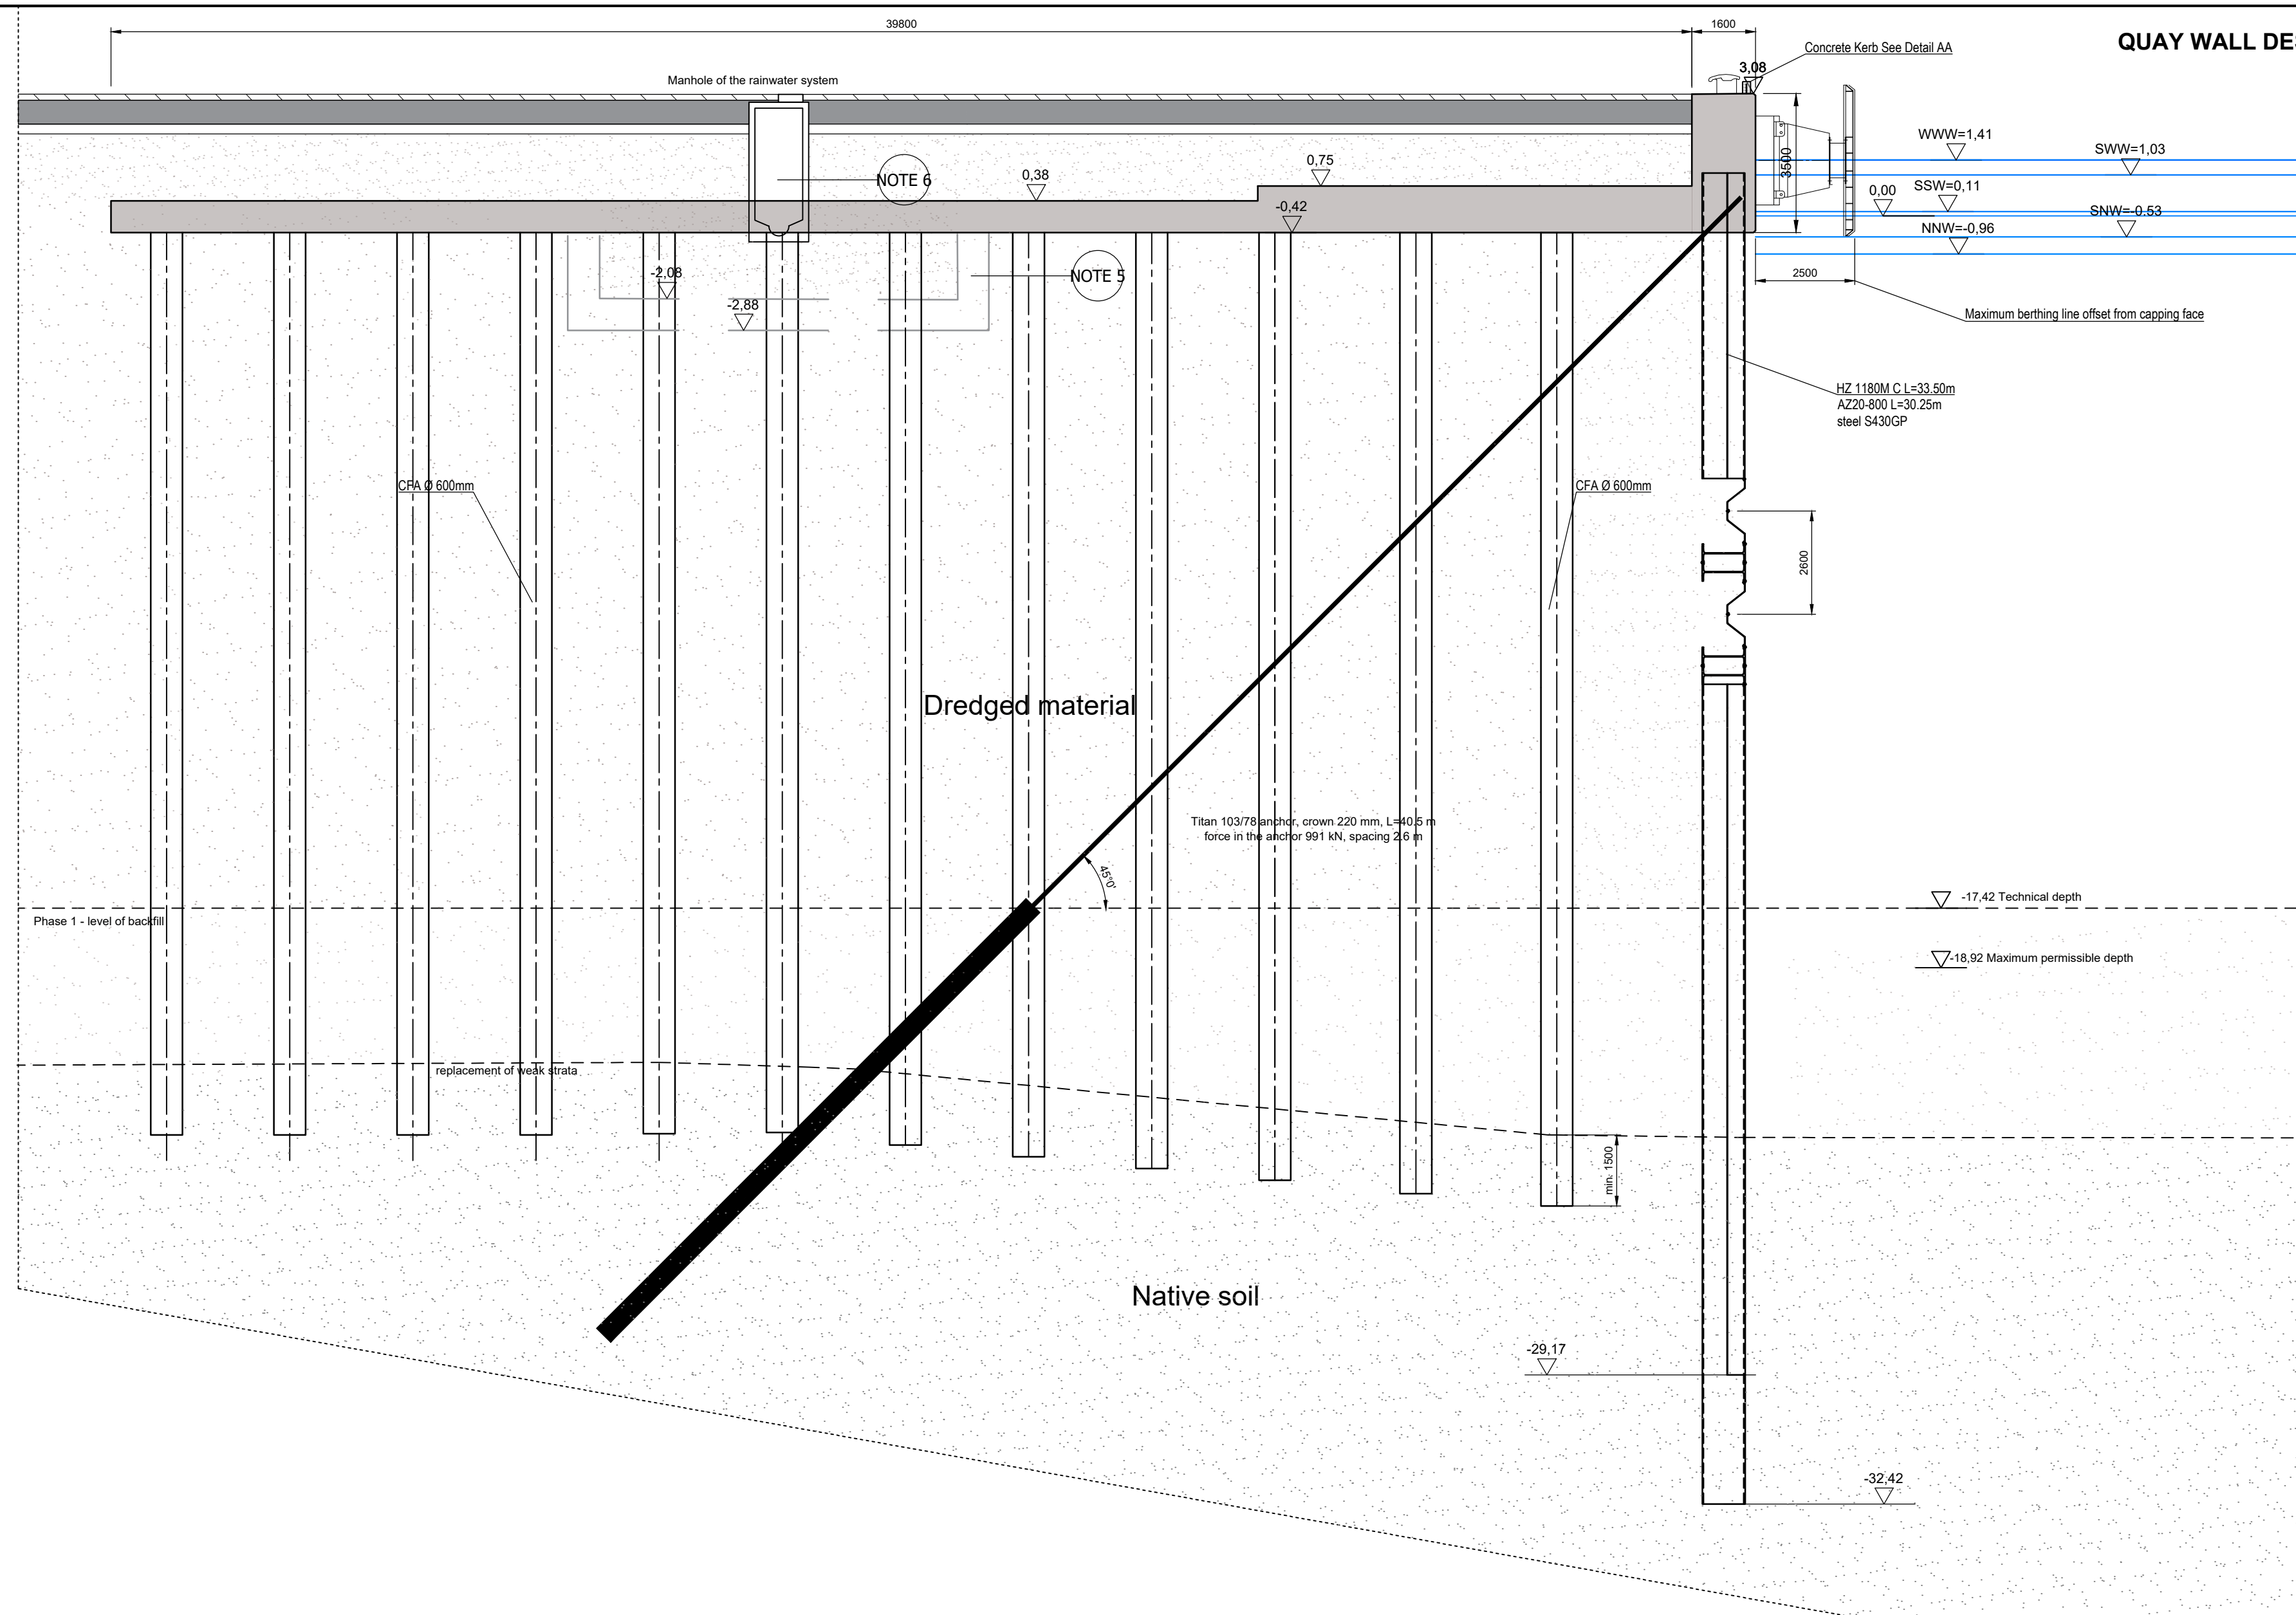 39800
1600
QUAY WALL DE
Concrete Kerb See Detail AA
3,08
Manhole of the rainwater system
WWW=1,41
SWW=1,03
3500
NOTE 6
0,38
0,75
0,00
SSW=0,11
-0,42
SNW=-0.53
NNW=-0,96
-2,08
NOTE 5
2500
-2,88
Maximum berthing line offset from capping face
HZ 1180M C L=33.50m
AZ20-800 L=30.25m
steel S430GP
CFA Ø 600mm
CFA Ø 600mm
2600
Dredged material
Titan 103/78 anchor, crown 220 mm, L=40.5 m
force in the anchor 991 kN, spacing 2.6 m
45°0'
-17,42 Technical depth
Phase 1 - level of backfill
-18,92 Maximum permissible depth
replacement of weak strata
min. 1500
Native soil
-29,17
-32,42